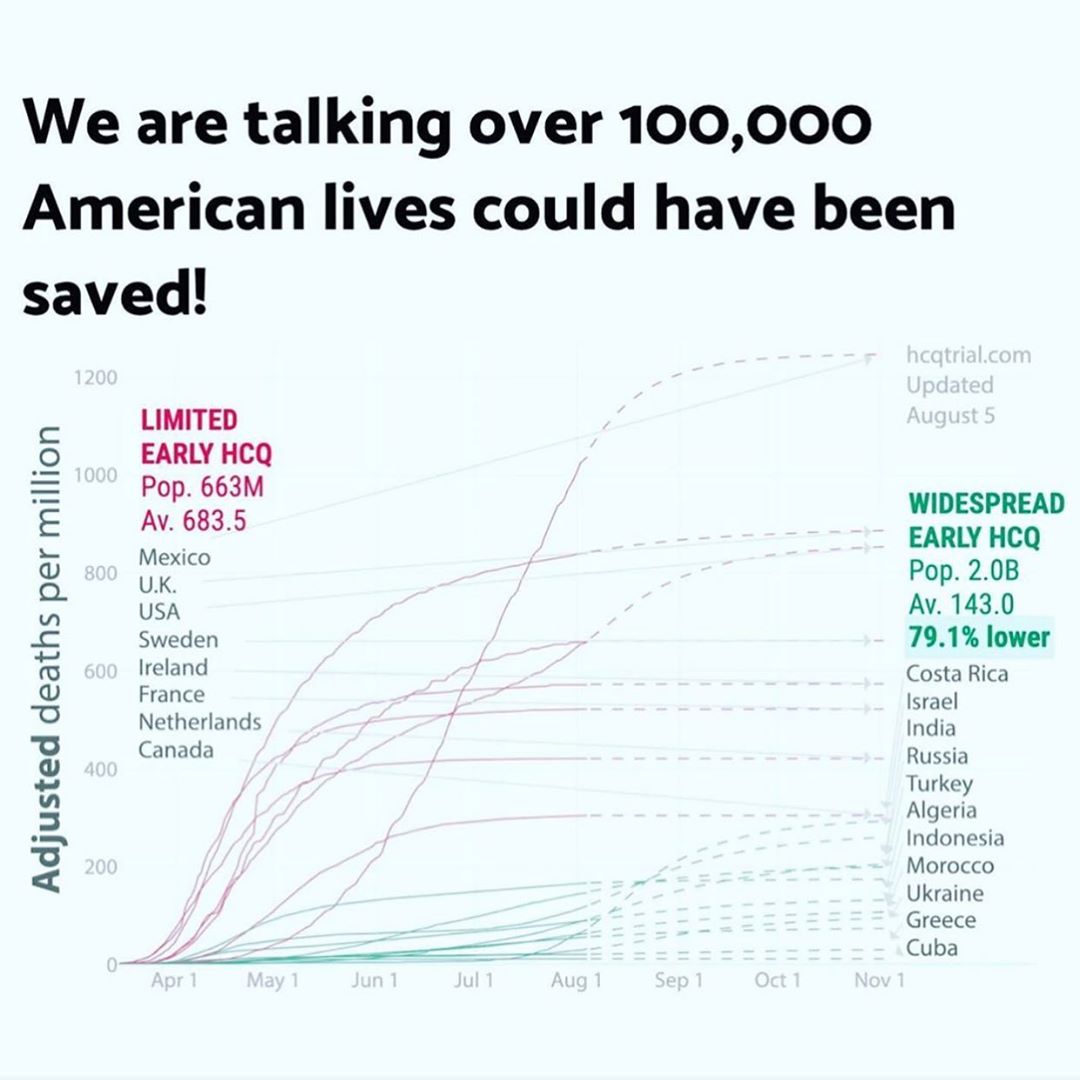 We are talking over 100,000
American lives could have been
saved!
hcqtrial.com
Updated
August 5
Adjusted deaths per million
1200
1000
800
600
400
200
0
LIMITED
EARLY HCQ
Pop. 663M
Av. 683.5
Mexico
U.K.
USA
Sweden
Ireland
France
Netherlands
Canada
WIDESPREAD
EARLY HCQ
Pop. 2.0B
Av. 143.0
79.1% lower
Costa Rica
Israel
India
Russia
Turkey
Algeria
Indonesia
Morocco
Ukraine
Greece
Cuba
Apr 1 May 1 Jun 1 Jul 1 Aug 1 Sep 1 Oct 1 Nov 1